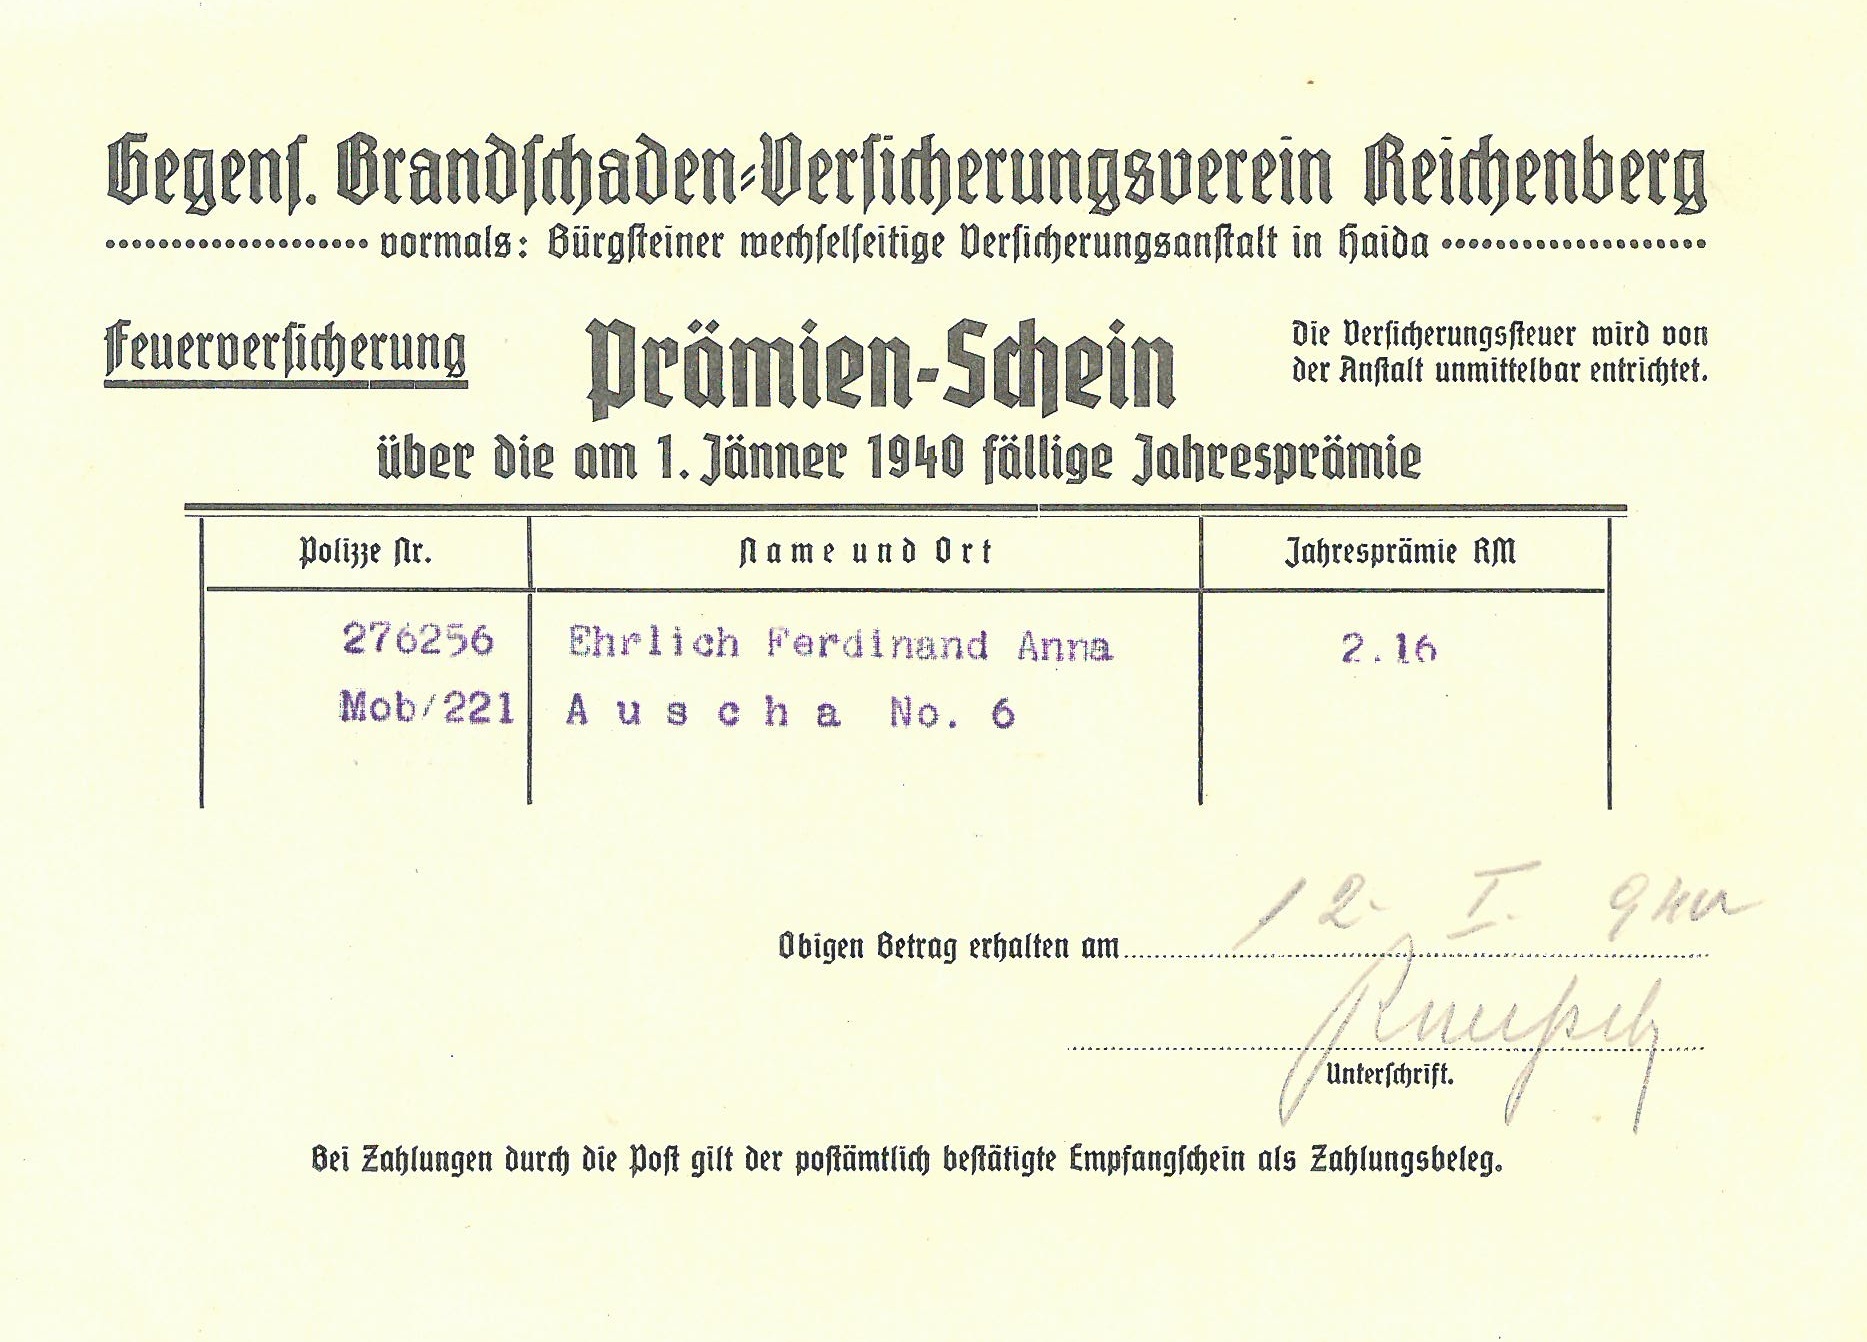 Gegens. Brandschaden-Versicherungsverein Reichenberg
vormals: Bürgsteiner wechselseitige Versicherungsanstalt in Haida
Feuerversicherung
Prämien-Schein
Die Versicherungssteuer wird von
der Anstalt unmittelbar entrichtet.
über die am 1. Jänner 1940 fällige Jahresprämie
Polizze Nr. Name und Ort Jahresprämie RM
276256 Ehrlich Ferdinand Anna 2.16
Mob/221 Auscha No. 6
12. I. 940
Obigen Betrag erhalten am
Unterschrift.
Bei Zahlungen durch die Post gilt der postämtlich bestätigte Empfangschein als Zahlungsbeleg.